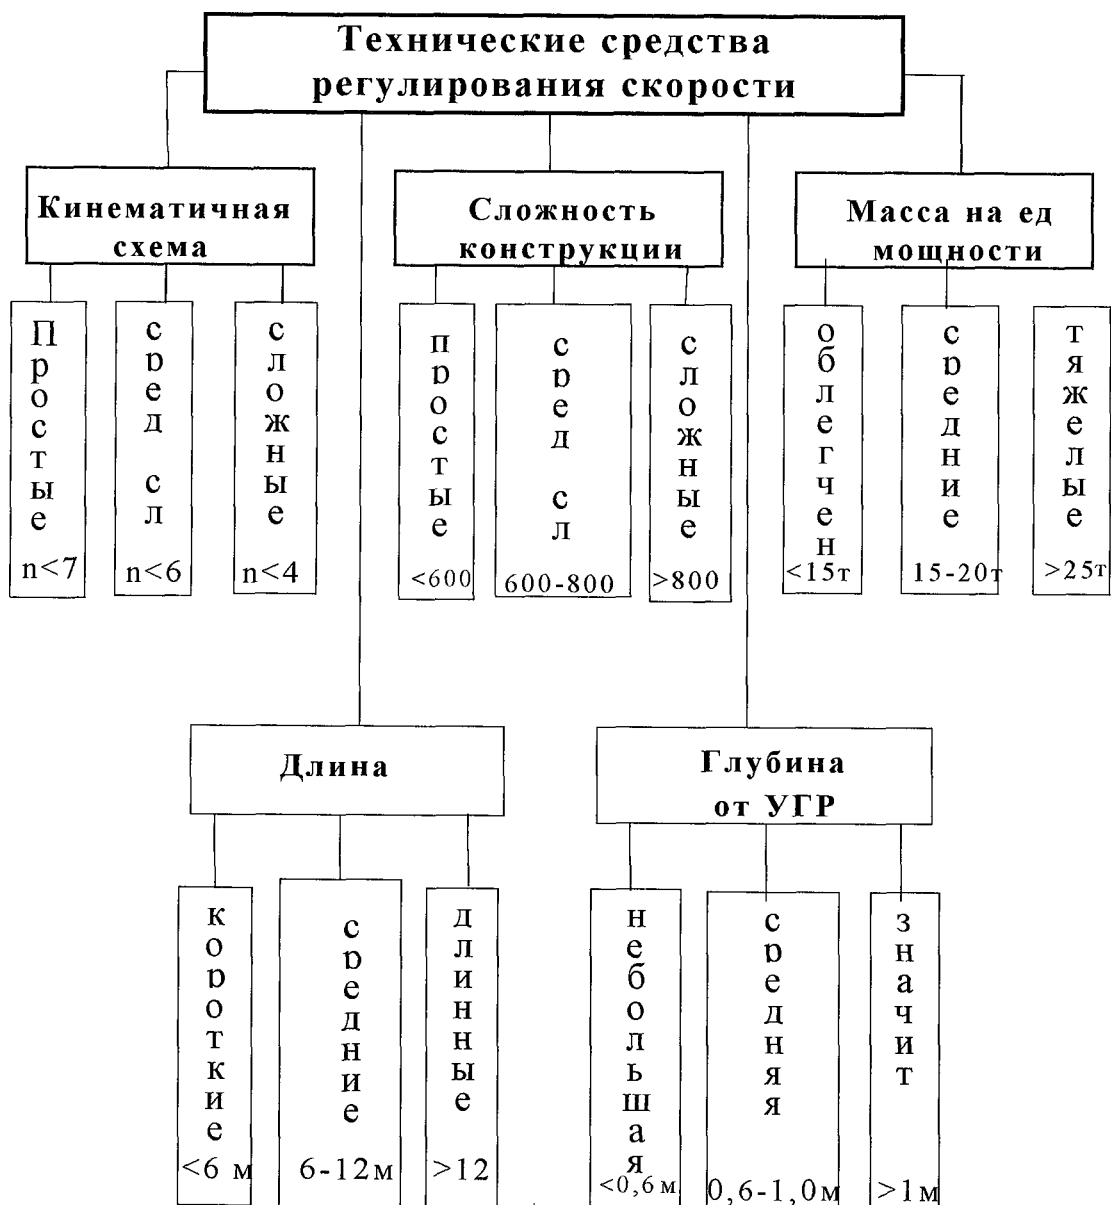 Технические средства
регулирования скорости
Кинематичная
схема
Сложность
конструкции
Масса на ед
мощности
Простые
n<7
сред сл
n<6
сложные
n<4
простые
<600
сред сл
600-800
сложные
>800
облегчен
<15т
средние
15-20т
тяжелые
>25т
Длина
Глубина
от УГР
короткие
<6 м
средние
6-12м
длинные
>12
небольшая
<0,6м
средняя
0,6-1,0м
значит
>1м